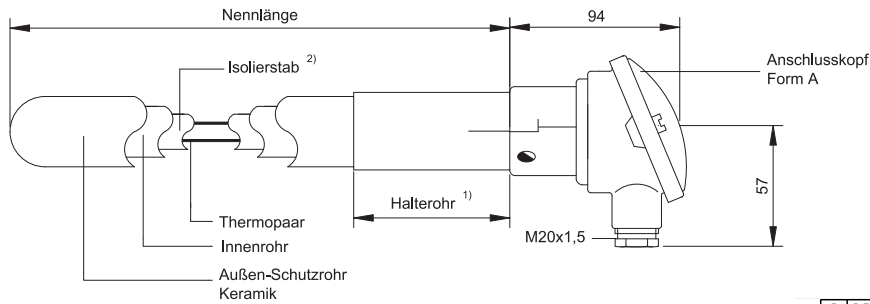 Nennlänge
94
Isolierstab 2)
Anschlusskopf
Form A
57
Halterohr 1)
Thermopaar
M20x1,5
Innenrohr
Außen-Schutzrohr
Keramik